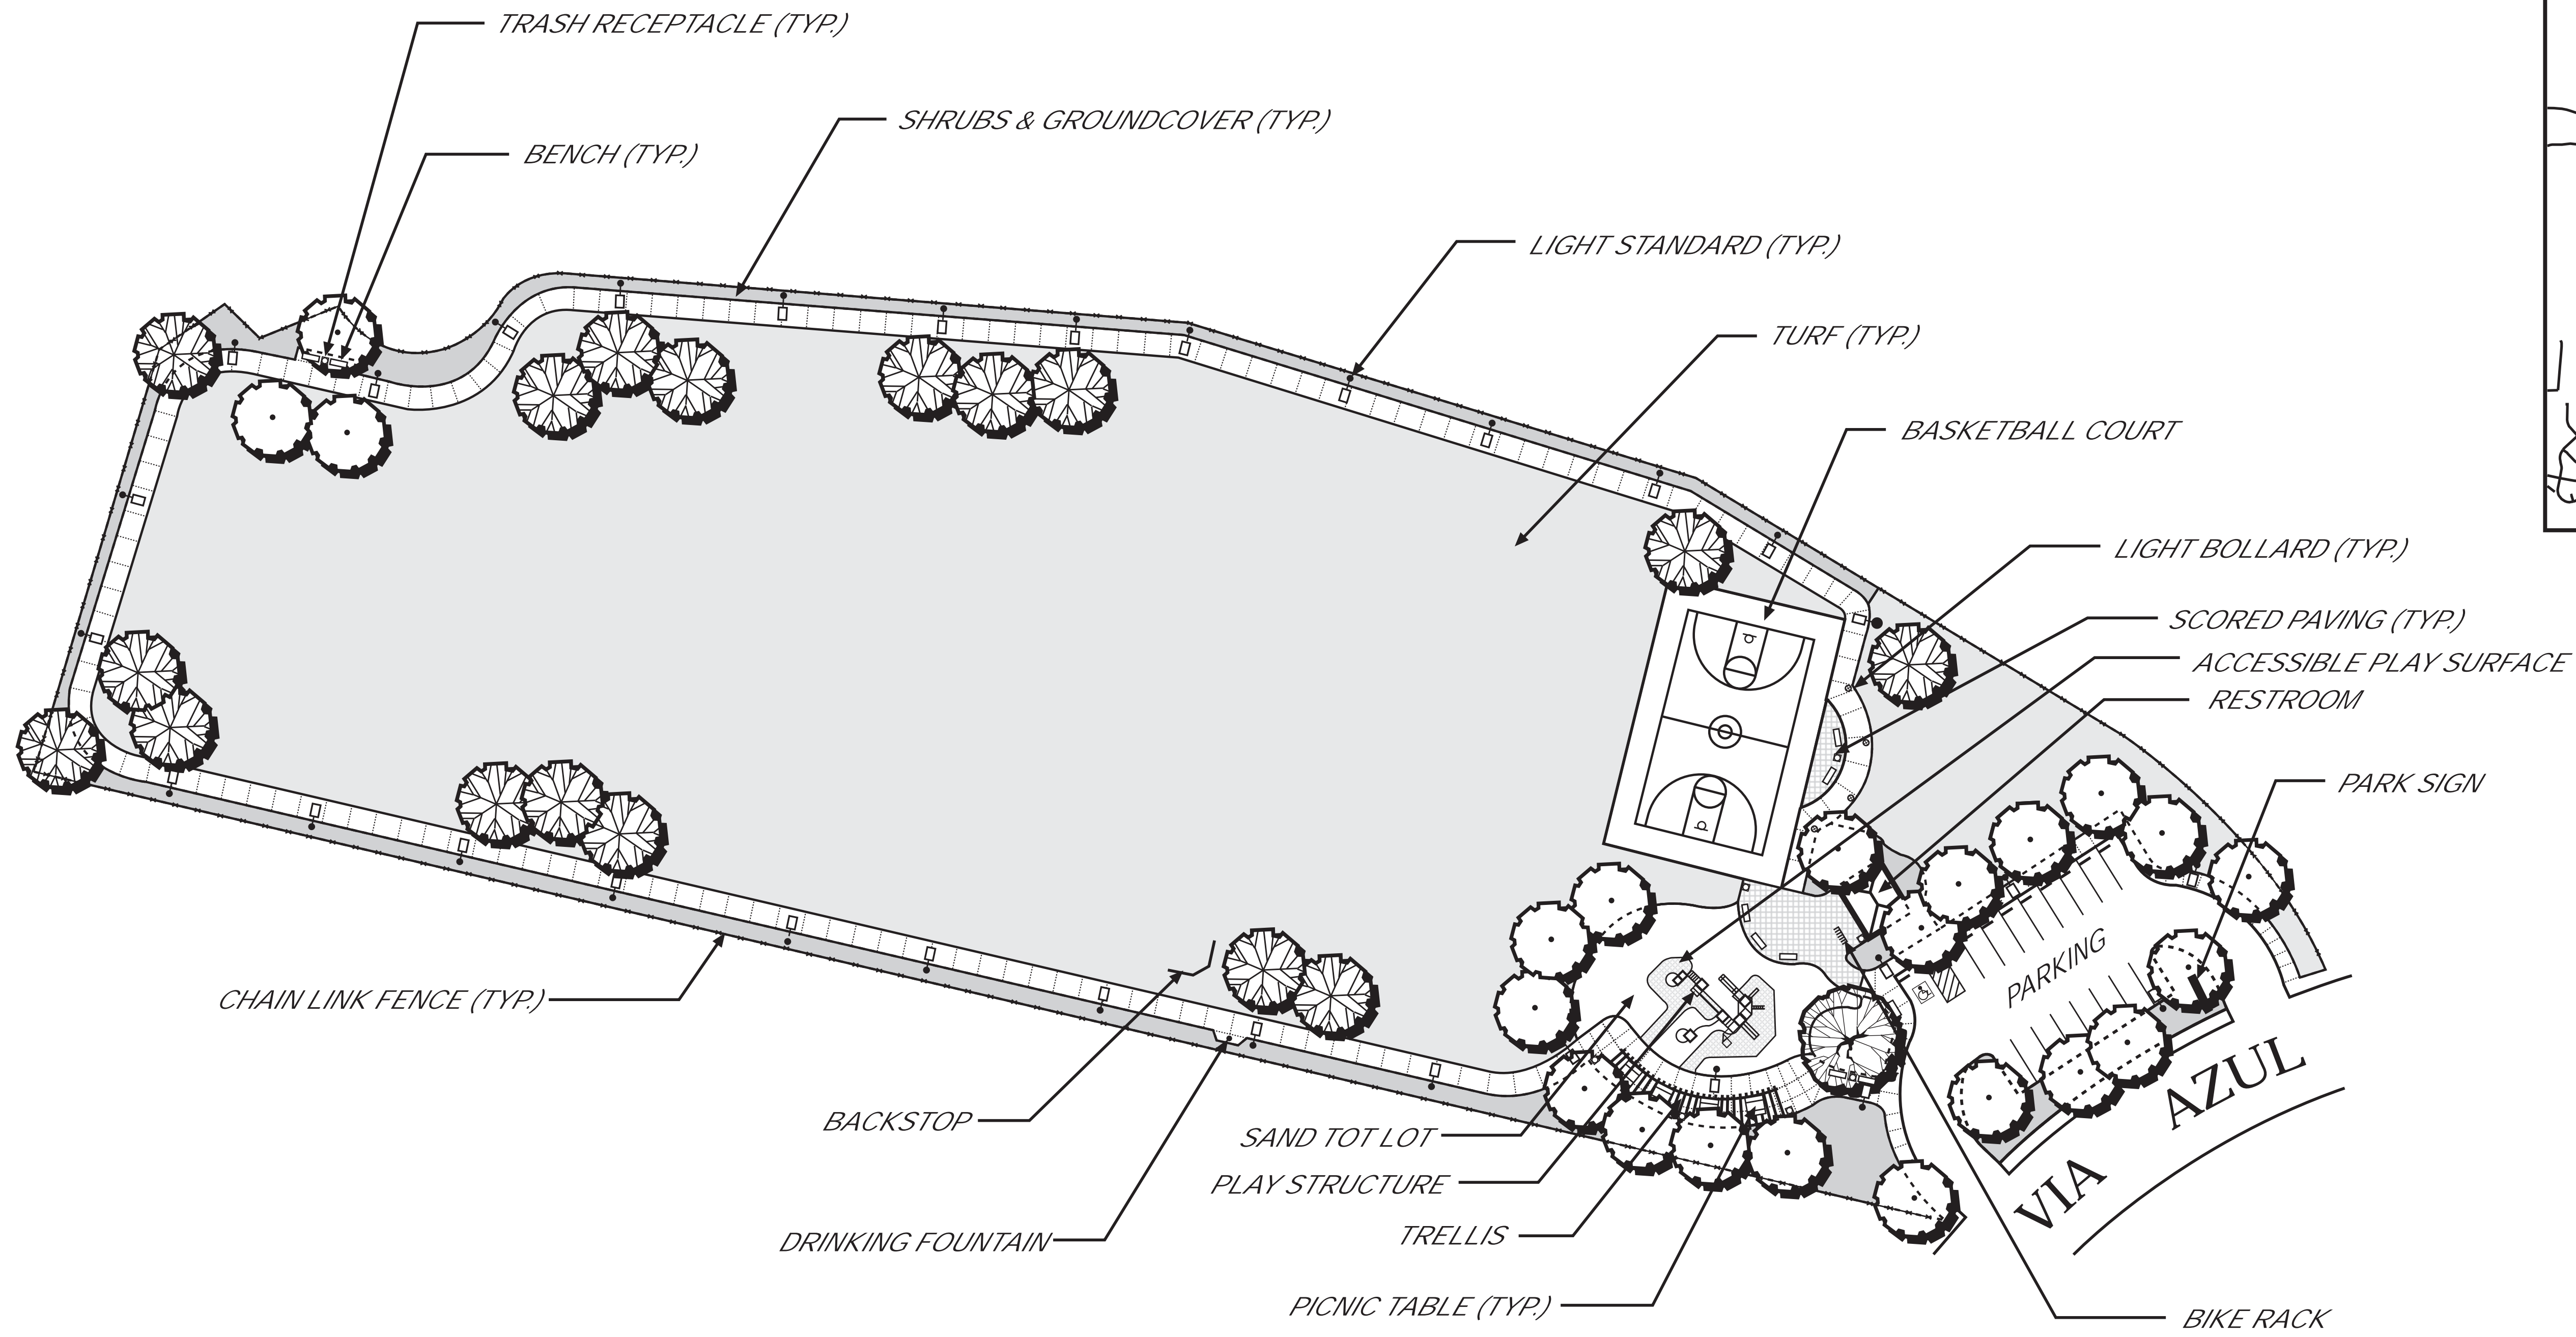 TRASH RECEPTACLE (TYP.)
SHRUBS & GROUNDCOVER (TYP.)
BENCH (TYP.)
LIGHT STANDARD (TYP.)
TURF (TYP.)
BASKETBALL COURT
LIGHT BOLLARD (TYP.)
SCORED PAVING (TYP.)
ACCESSIBLE PLAY SURFACE
RESTROOM
PARK SIGN
PARKING
CHAIN LINK FENCE (TYP.)
VIA AZUL
BACKSTOP
SAND TOT LOT
PLAY STRUCTURE
TRELLIS
DRINKING FOUNTAIN
PICNIC TABLE (TYP.)
BIKE RACK